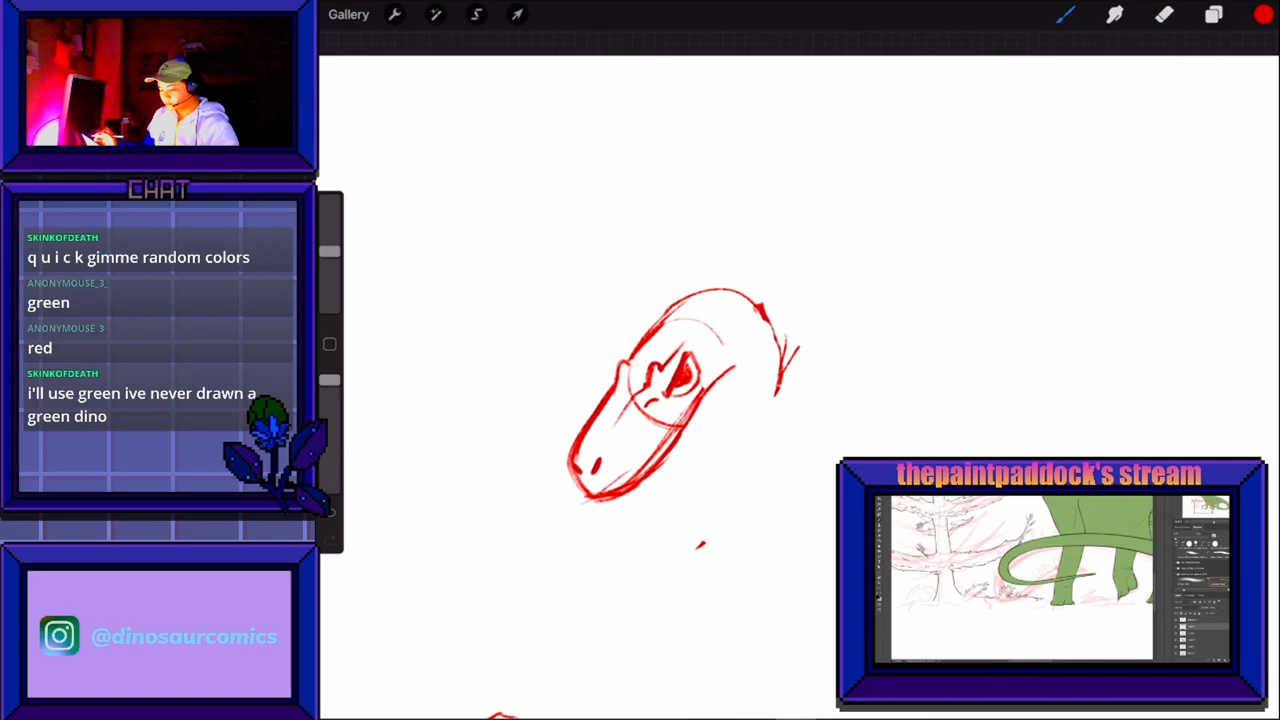 Gallery
CHAT
SKINKOFDEATH
q u i c k gimme random colors
ANONYMOUSE_3_
green
ANONYMOUSE 3
red
SKINKOFDEATH
i'll use green ive never drawn a
green dino
@dinosaurcomics
thepaintpaddock's stream